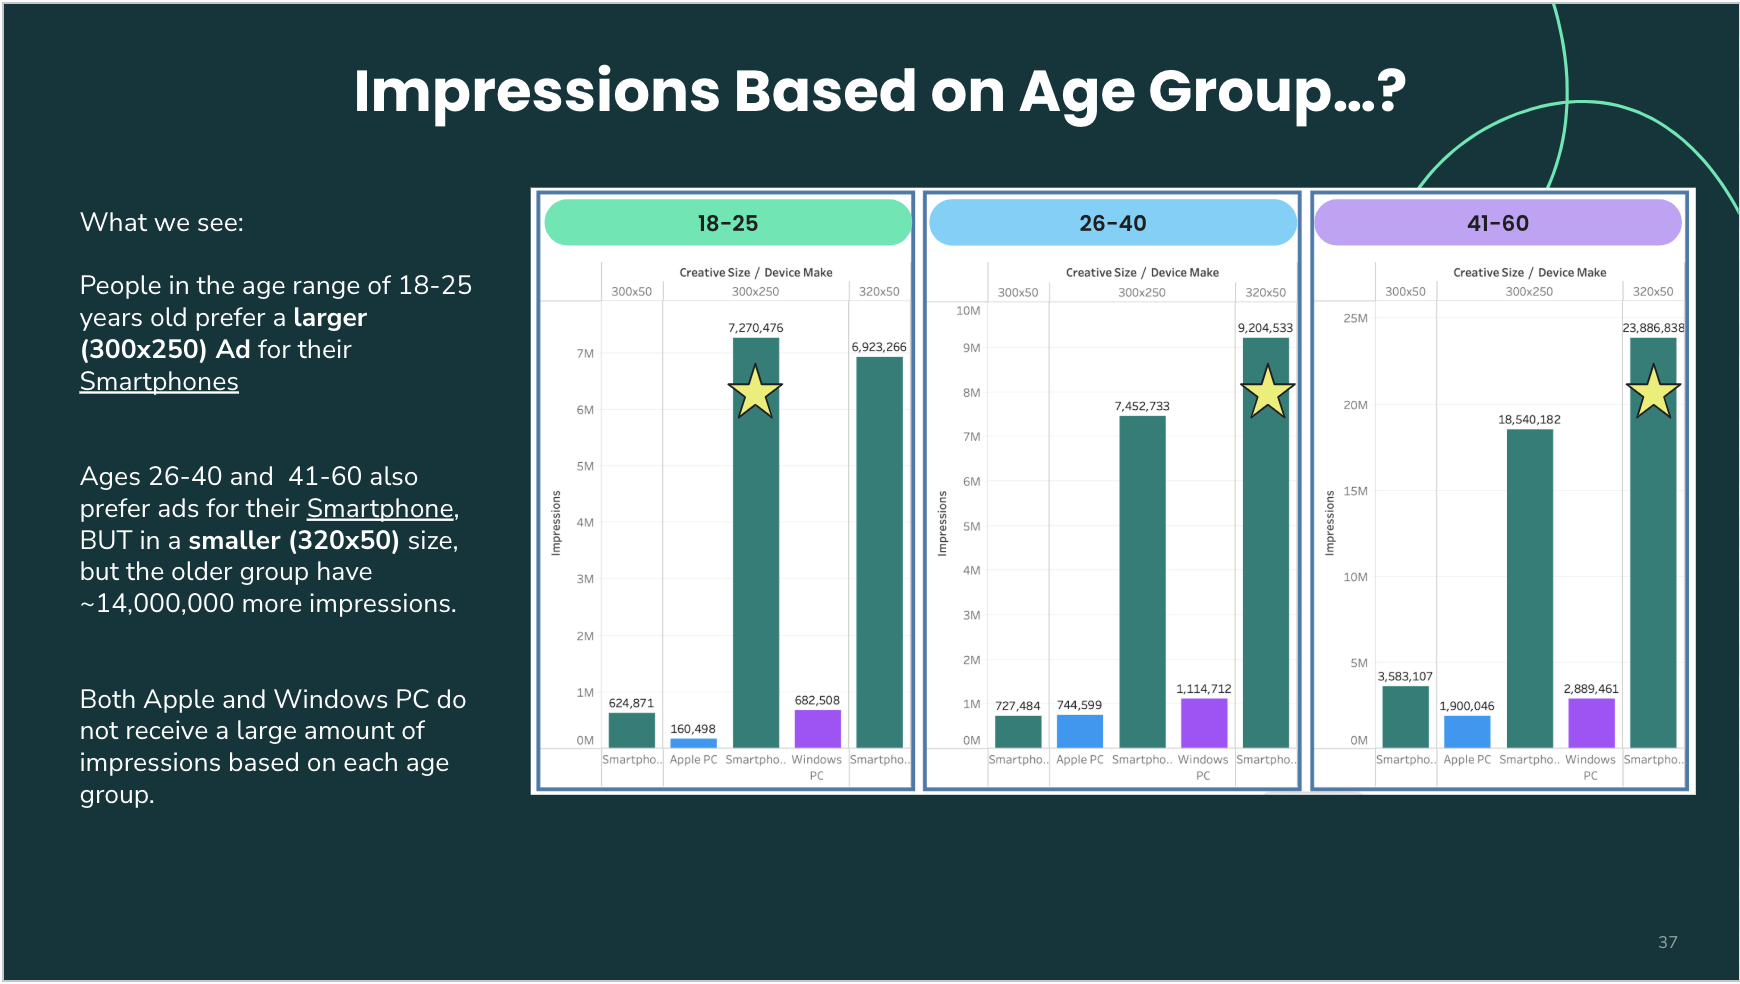 Impressions Based on Age Group...?
What we see:
People in the age range of 18-25
years old prefer a larger
(300x250) Ad for their
Smartphones
Ages 26-40 and  41-60 also
prefer ads for their Smartphone,
BUT in a smaller (320x50) size,
but the older group have
~14,000,000 more impressions.
Both Apple and Windows PC do
not receive a large amount of
impressions based on each age
group.
18-25
Creative Size / Device Make
300x50 300x250 320x50
7,270,476
6,923,266
7M
6M
5M
4M
3M
2M
1M
0M
Impressions
624,871
160,498
682,508
Smartpho.. Apple PC Smartpho.. Windows Smartpho..
PC
26-40
Creative Size / Device Make
300x50 300x250 320x50
10M
9M
8M
7M
6M
5M
4M
3M
2M
1M
0M
Impressions
9,204,533
7,452,733
727,484
744,599
1,114,712
Smartpho.. Apple PC Smartpho.. Windows Smartpho..
PC
41-60
Creative Size / Device Make
300x50 300x250 320x50
25M
20M
15M
10M
5M
0M
Impressions
23,886,838
18,540,182
3,583,107
1,900,046
2,889,461
Smartpho.. Apple PC Smartpho.. Windows Smartpho..
PC
37